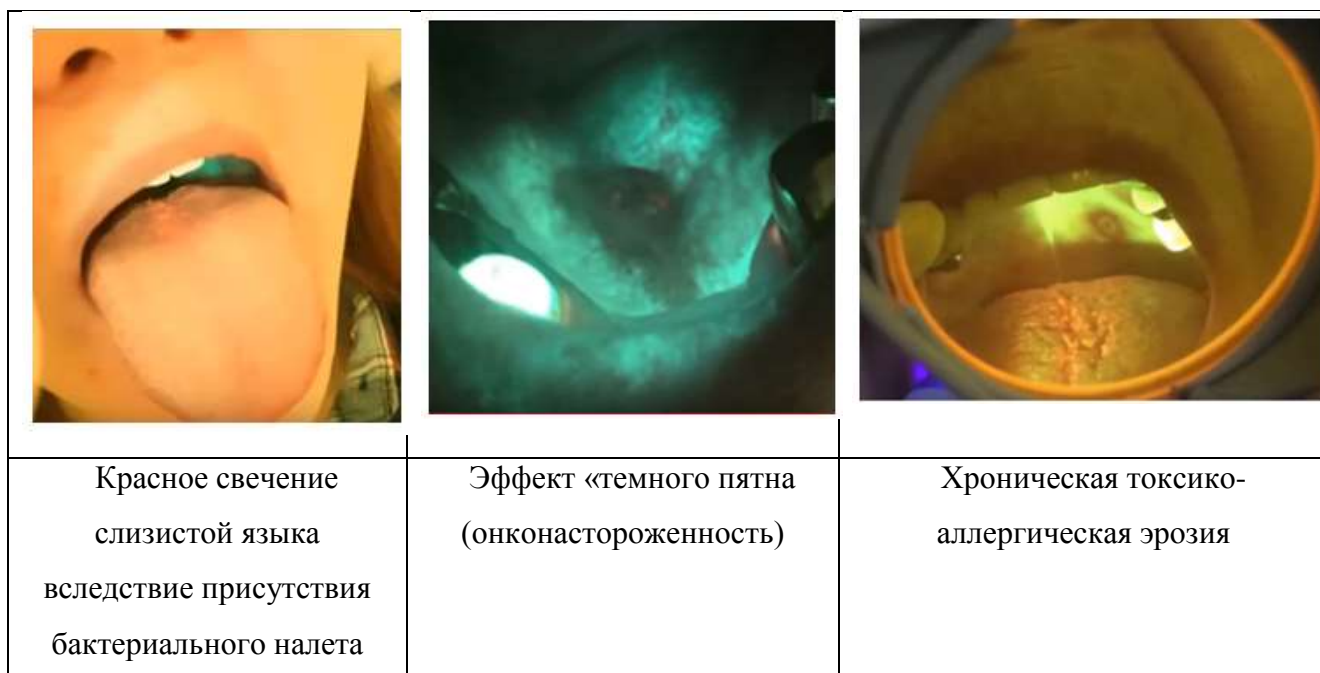 Красное свечение
слизистой языка
вследствие присутствия
бактериального налета
Эффект «темного пятна
(онконастороженность)
Хроническая токсико-
аллергическая эрозия